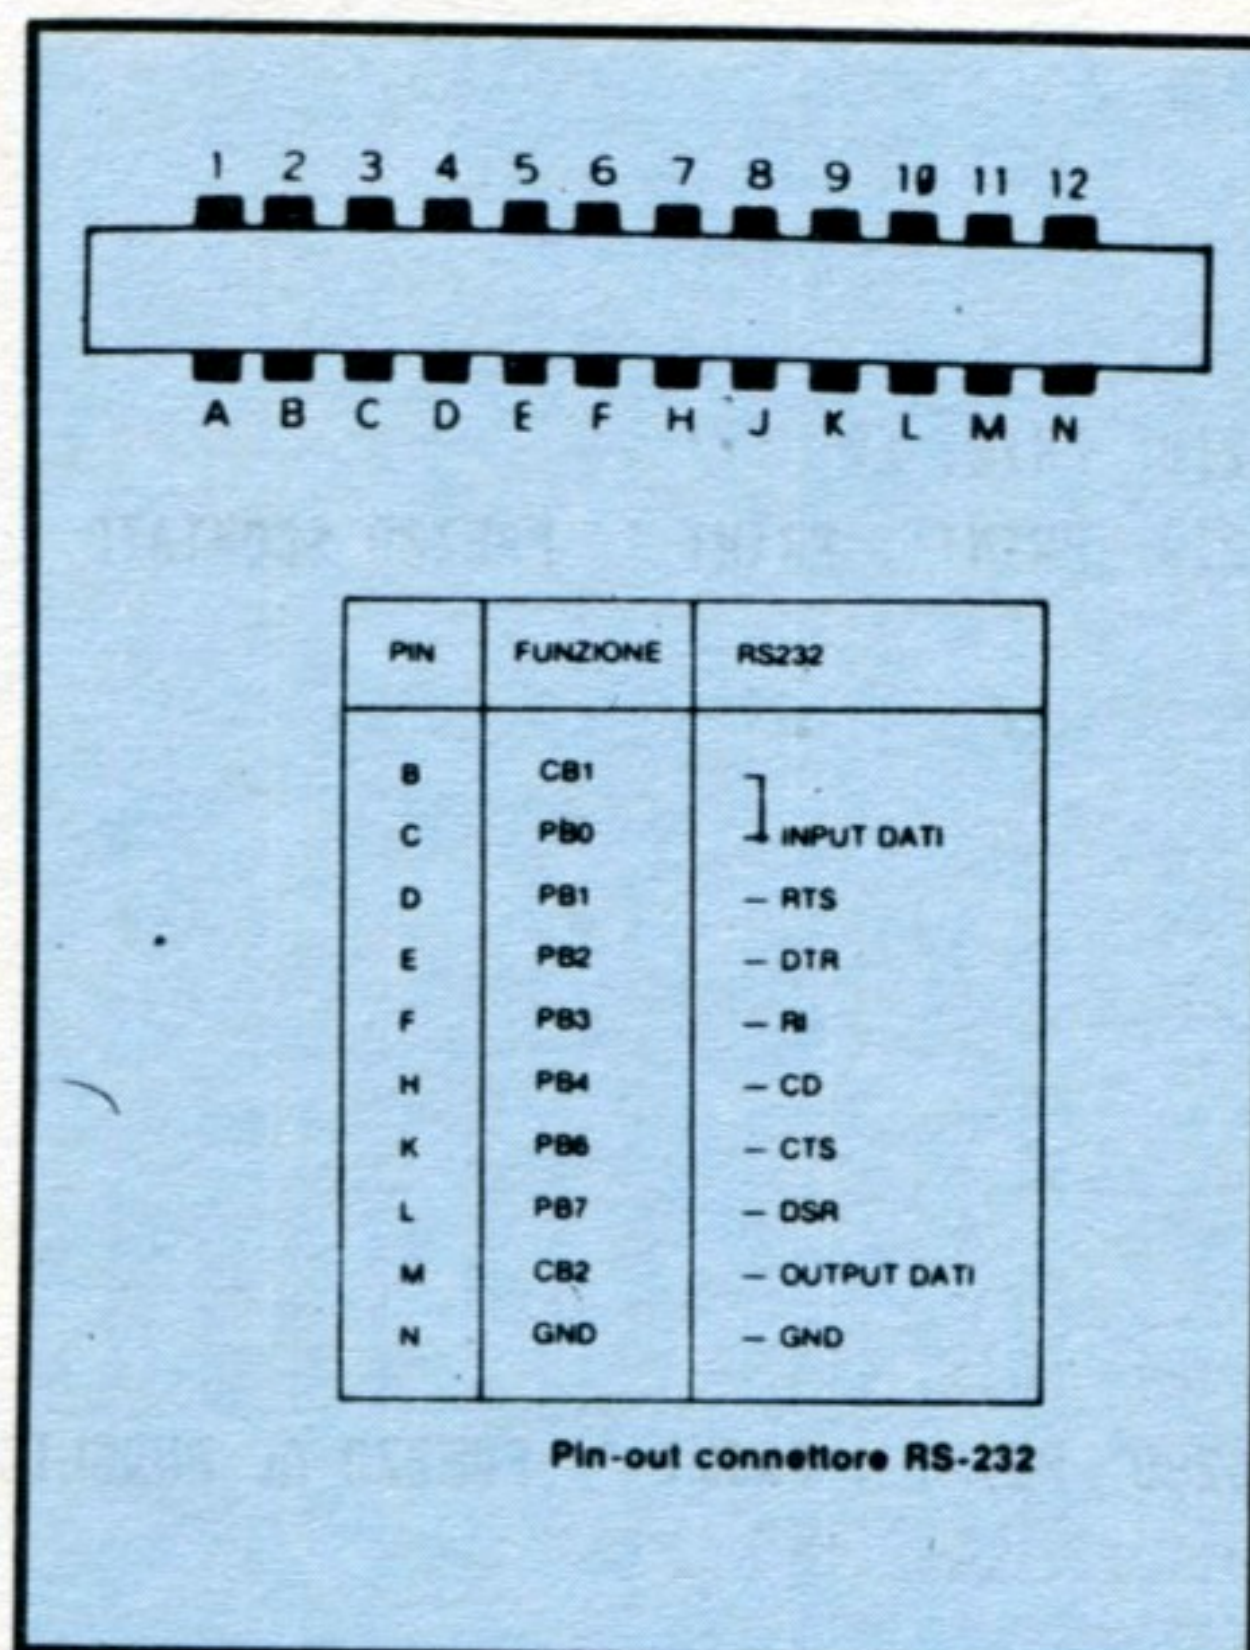 1 2 3 4 5 6 7 8 9 10 11 12
A B C D E F H J K L M N
PIN FUNZIONE RS232
B CB1
C PB0 INPUT DATI
D PB1 — RTS
E PB2 — DTR
F PB3 — RI
H PB4 — CD
K PB6 — CTS
L PB7 — DSR
M CB2 — OUTPUT DATI
N GND — GND
Pin-out connettore RS-232